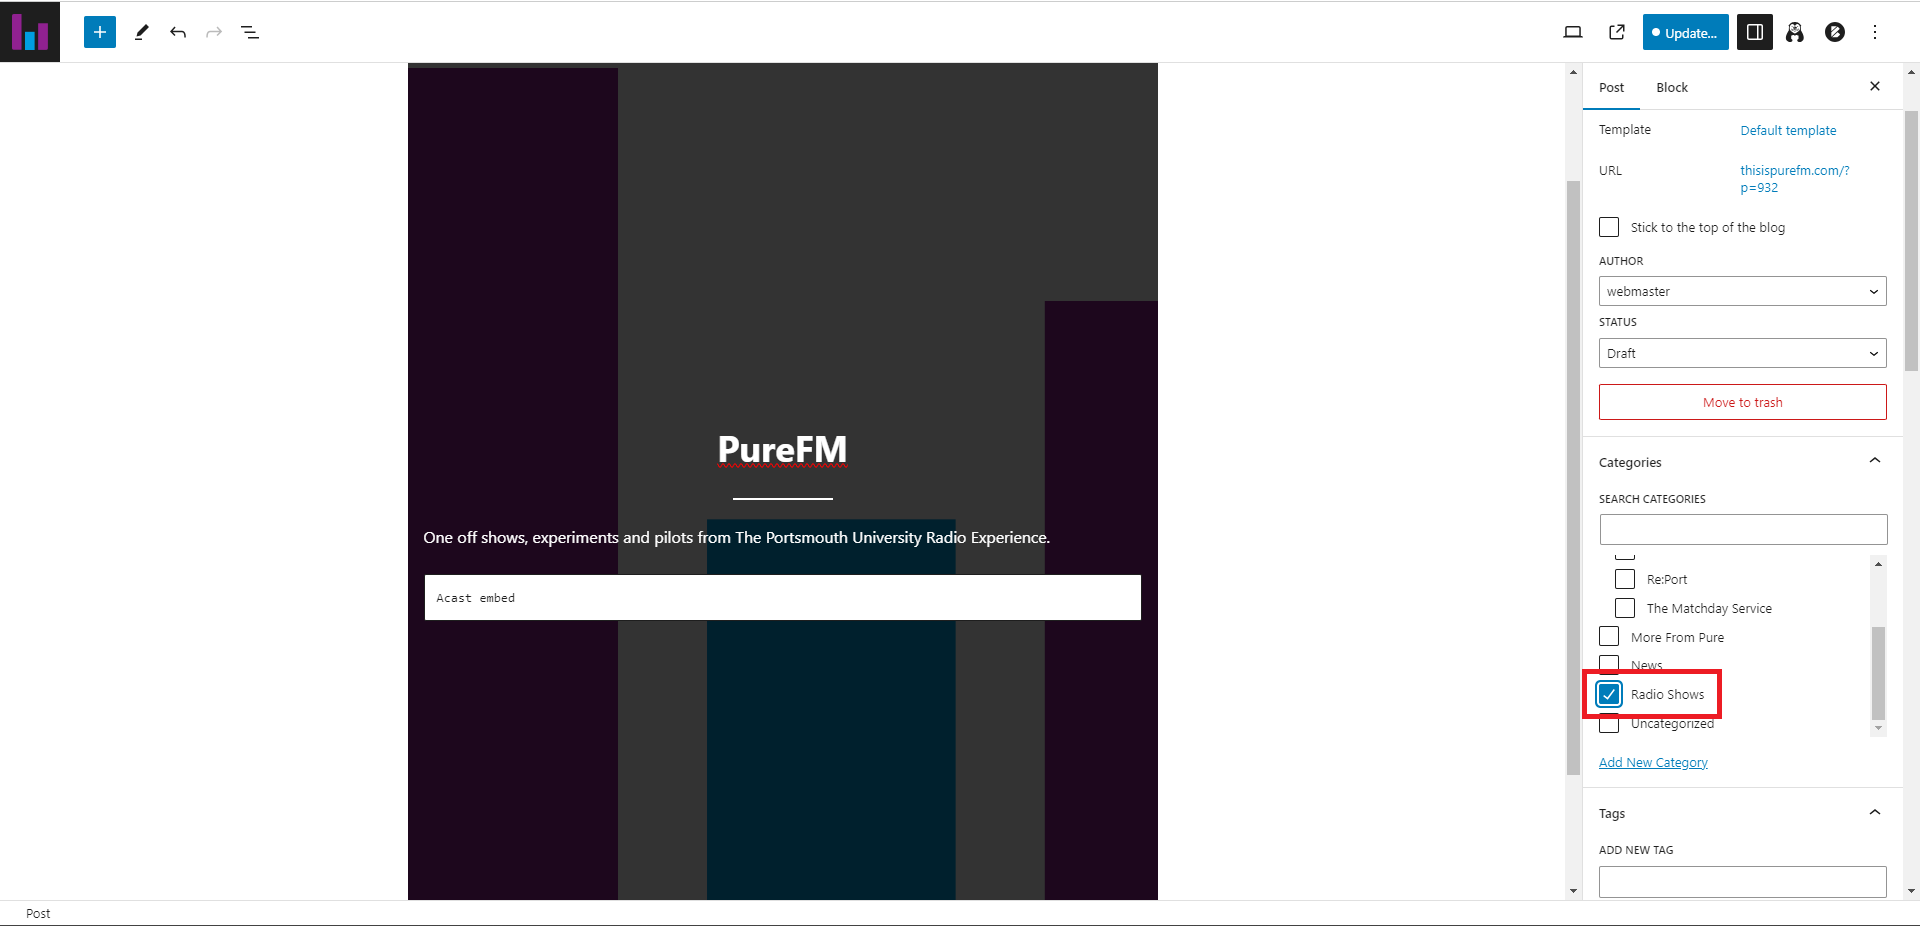 Update...
Post
Block
Template
Default template
URL
thisispurefm.com/?
p=932
Stick to the top of the blog
AUTHOR
webmaster
STATUS
Draft
Move to trash
Categories
SEARCH CATEGORIES
Re:Port
The Matchday Service
More From Pure
News
Radio Shows
Uncategorized
Add New Category
Tags
ADD NEW TAG
PureFM
One off shows, experiments and pilots from The Portsmouth University Radio Experience.
Acast embed
Post